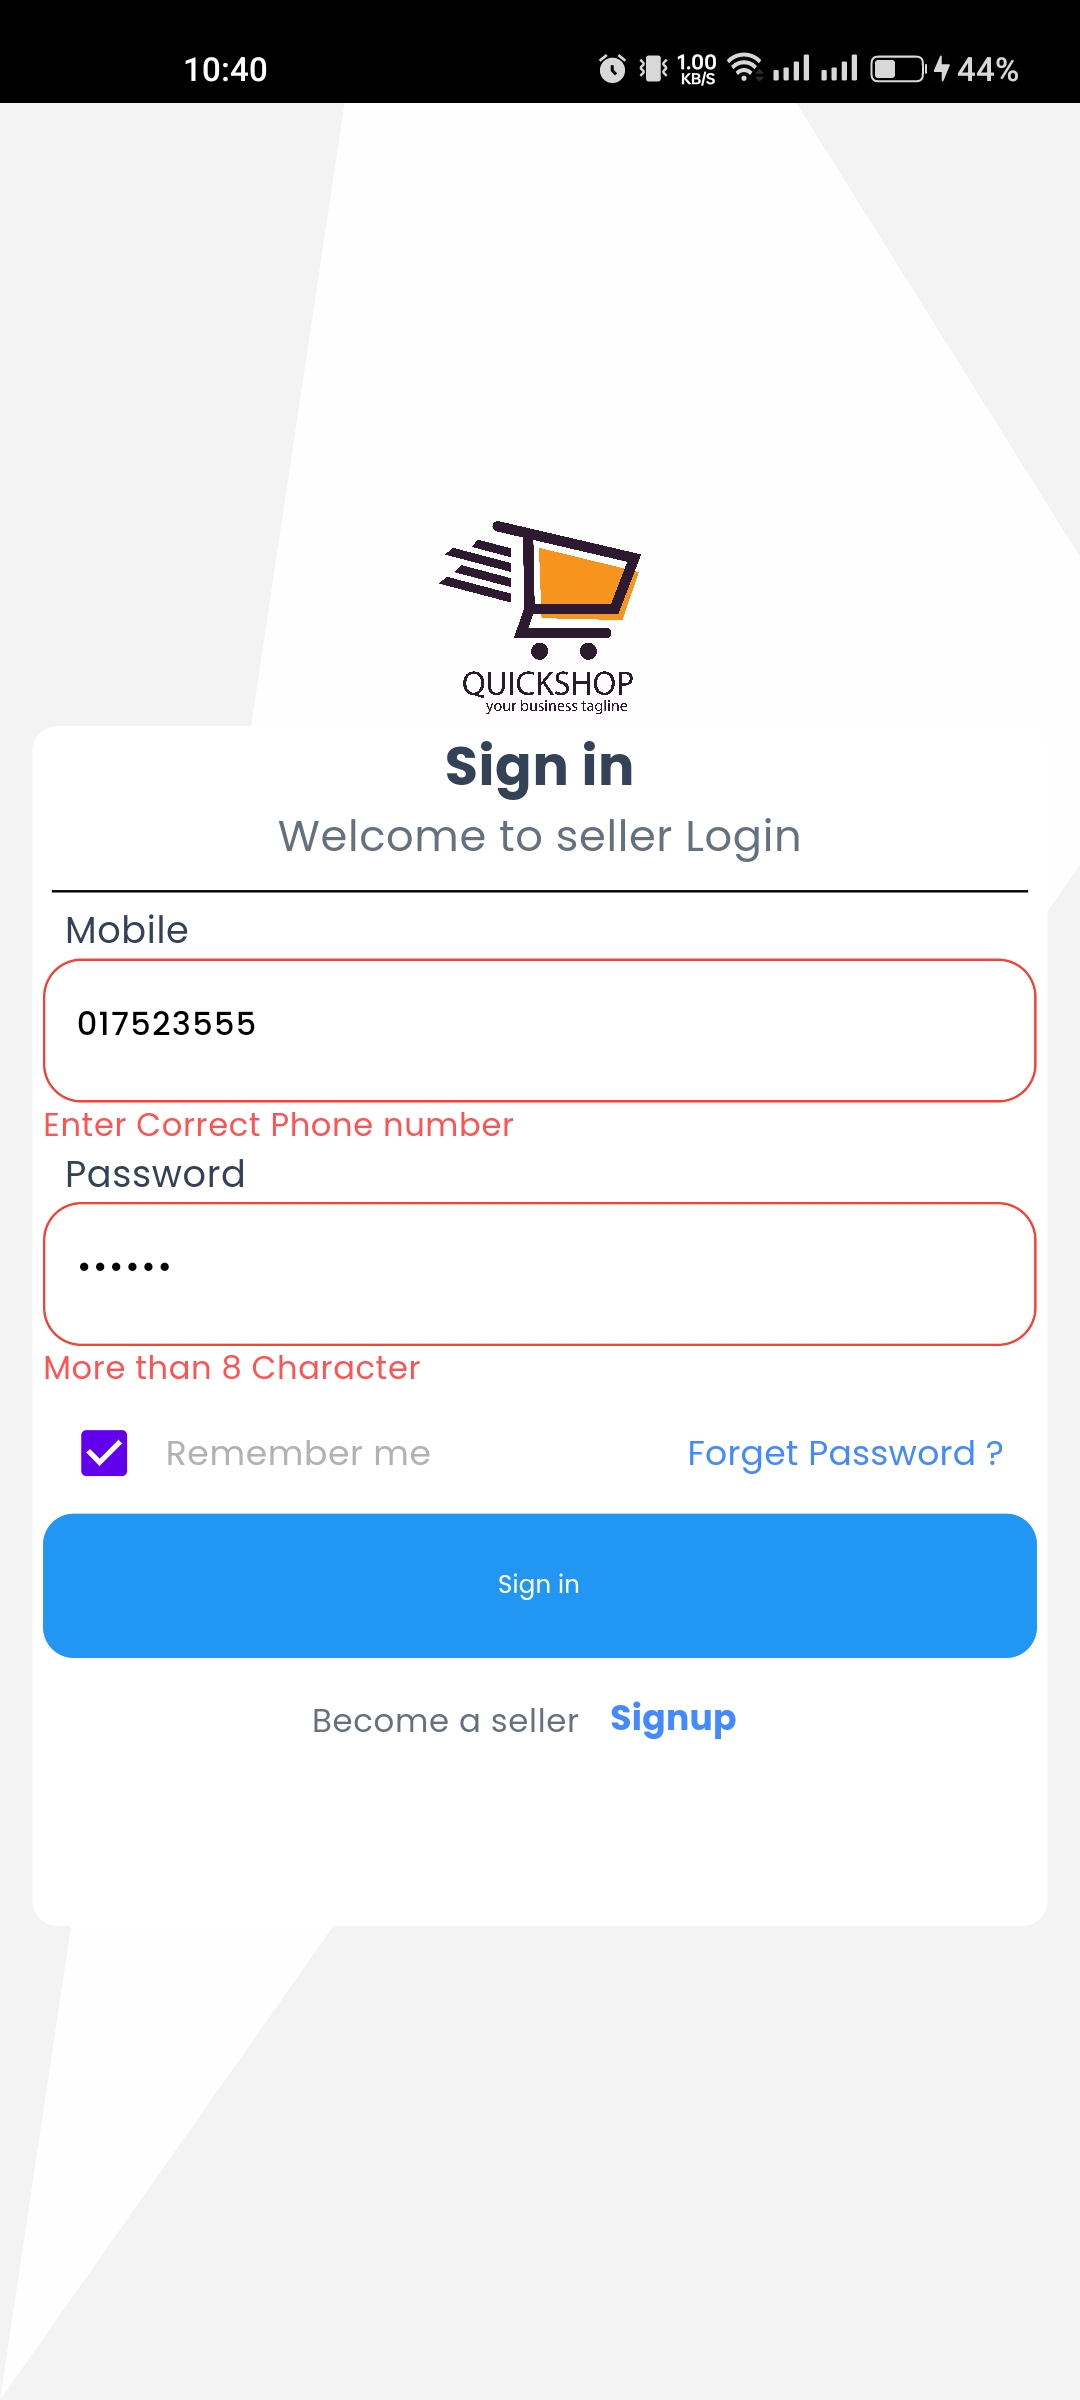 10:40 1.00 KB/S 44%
QUICKSHOP
your business tagline
Sign in
Welcome to seller Login
Mobile
017523555
Enter Correct Phone number
Password
••••••
More than 8 Character
Remember me Forget Password ?
Sign in
Become a seller Signup